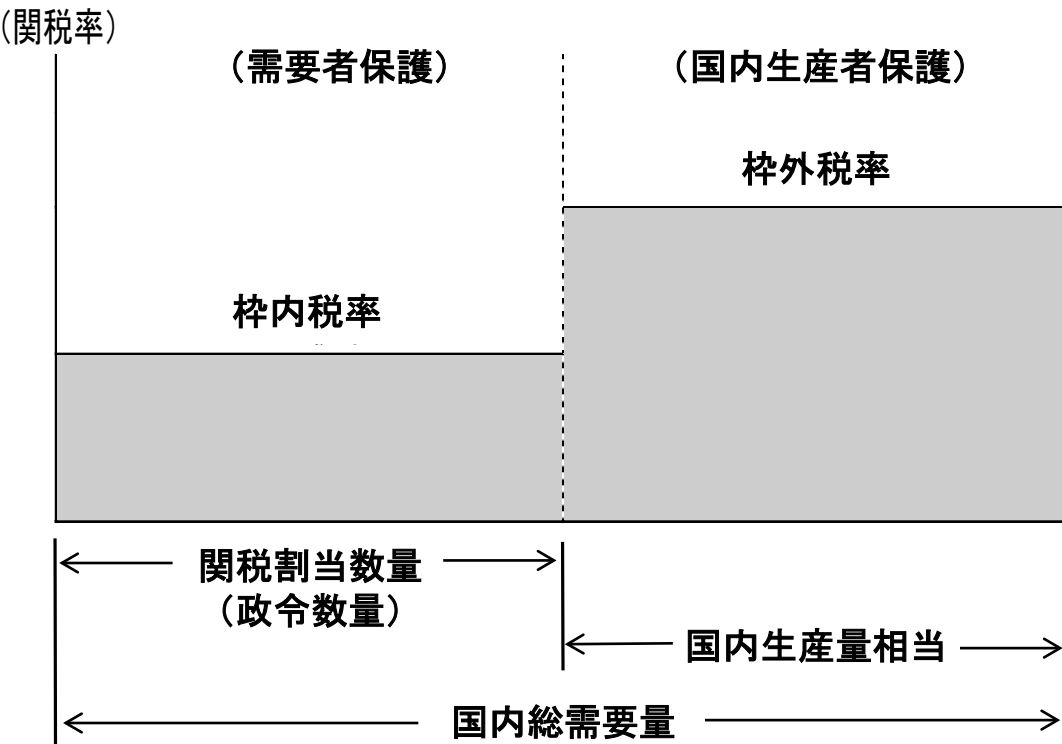 （関税率）
（需要者保護）
（国内生産者保護）
枠外税率
枠内税率
関税割当数量
（政令数量）
国内生産量相当
国内総需要量